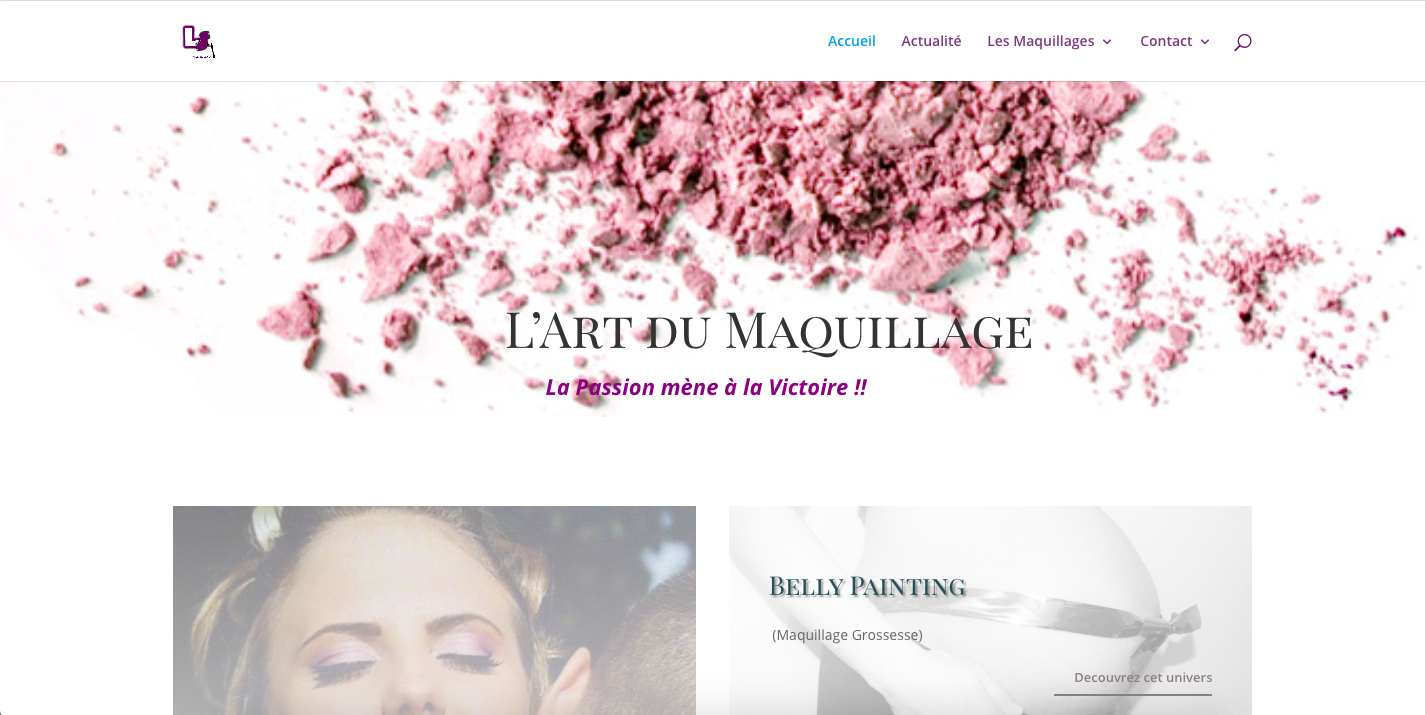 Accueil Actualité Les Maquillages Contact
L’Art du Maquillage
La Passion mène à la Victoire !!
Belly Painting
(Maquillage Grossesse)
Decouvrez cet univers